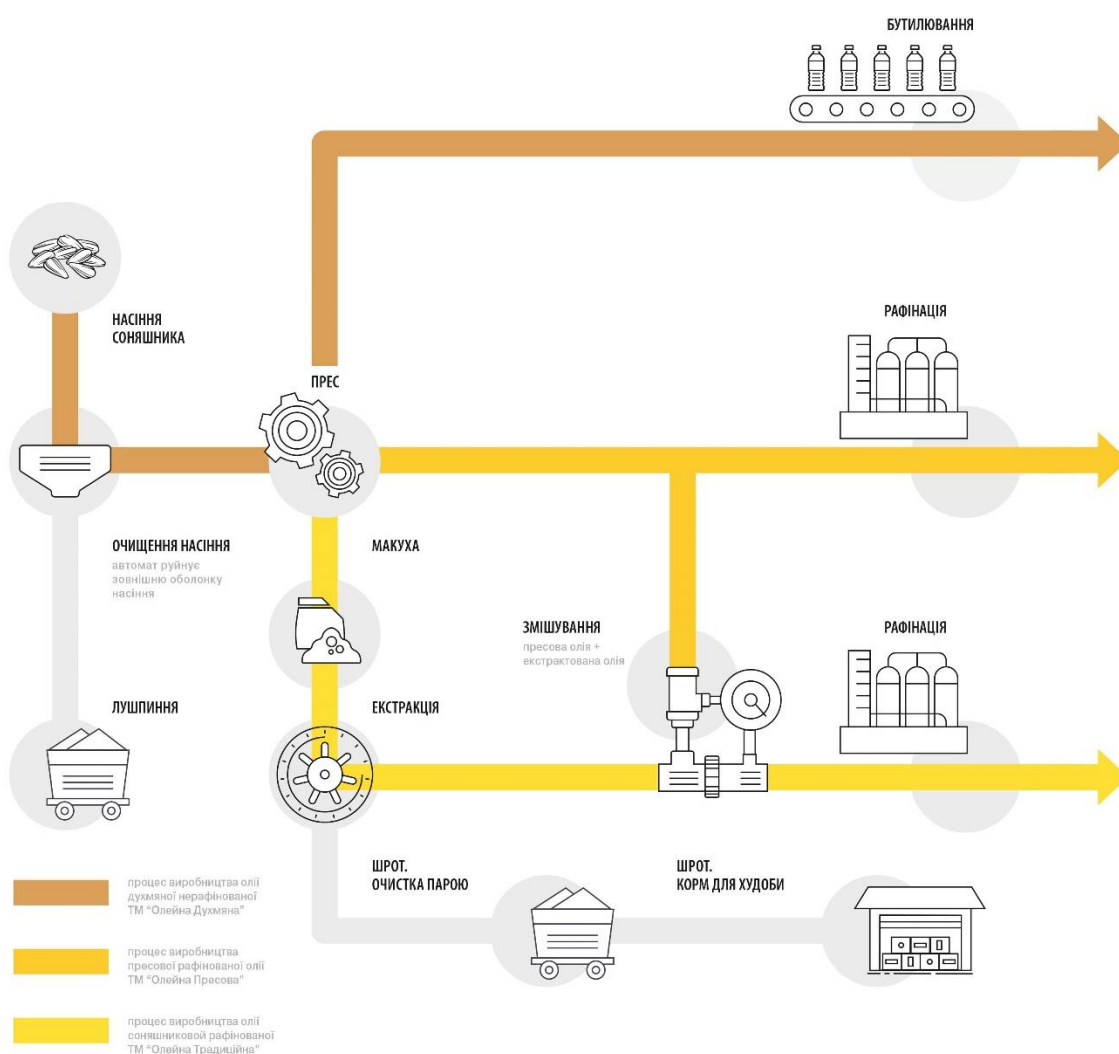 БУТИЛЮВАННЯ
НАСІННЯ
СОНЯШНИКА
РАФІНАЦІЯ
ПРЕС
ОЧИЩЕННЯ НАСІННЯ
автомат руйнує
зовнішню оболонку
насіння
МАКУХА
ЗМІШУВАННЯ
пресова олія +
екстрактована олія
РАФІНАЦІЯ
ЛУШПИННЯ
ЕКСТРАКЦІЯ
ШРОТ.
ОЧИСТКА ПАРОЮ
ШРОТ.
КОРМ ДЛЯ ХУДОБИ
процес виробництва олії
духмяної нерафінованої
ТМ "Олейна Духмяна"
процес виробництва
пресової рафінованої олії
ТМ "Олейна Пресова"
процес виробництва олії
соняшникової рафінованої
ТМ "Олейна Традиційна"